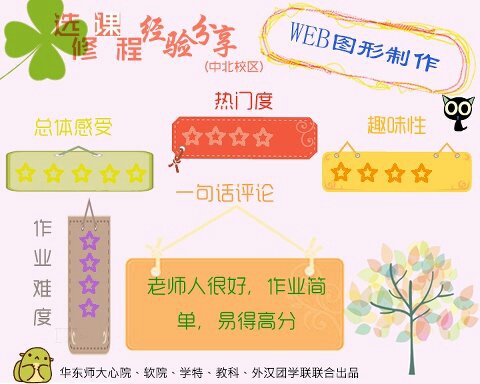 选修课程经验分享
(中北校区)
WEB图形制作
热门度
总体感受
趣味性
一句话评论
作业难度
老师人很好,作业简
单,易得高分
华东师大心院、软院、学特、教科、外汉团学联联合出品